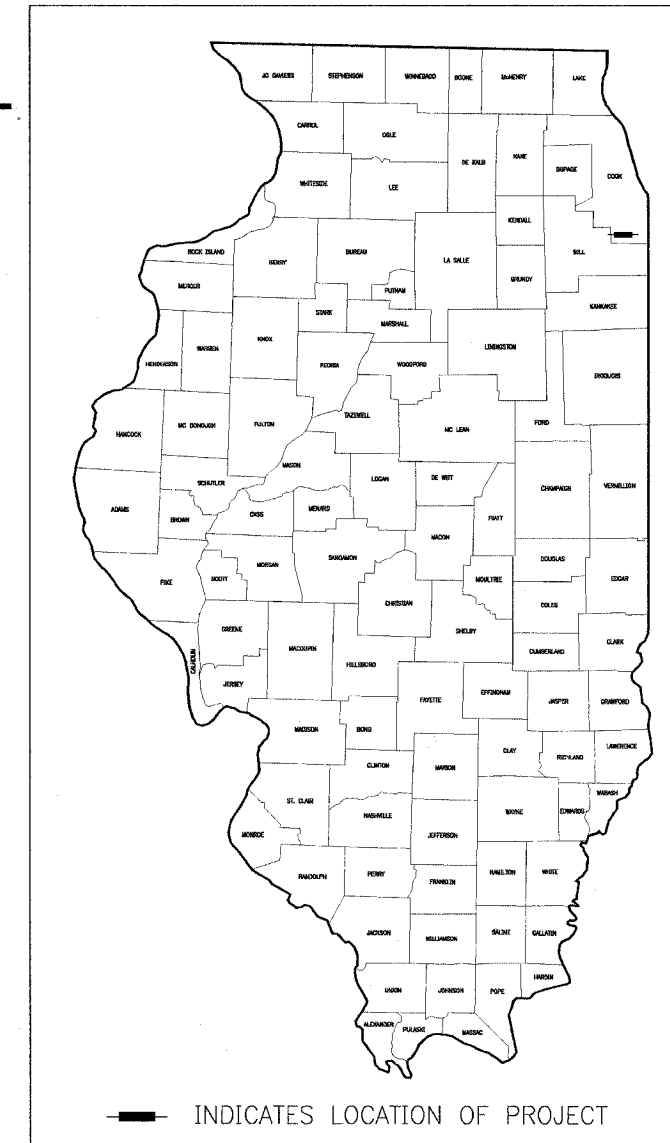 JO DAVIESS STEPHENSON WINNEBAGO BOONE McHENRY LAKE
CARROL OGLE DE KALB KANE DUPAGE COOK
WHITESIDE LEE
KENDALL
ROCK ISLAND HENRY BUREAU LA SALLE GRUNDY WILL
MERCER PUTNAM
STARK MARSHALL KANKAKEE
HENDERSON WARREN KNOX PEORIA WOODFORD LIVINGSTON IROQUOIS
HANCOCK MC DONOUGH FULTON TAZEWELL MC LEAN FORD
MASON
ADAMS SCHUYLER LOGAN DE WITT CHAMPAIGN VERMILLION
BROWN CASS MENARD MACON PIATT
PIKE SCOTT MORGAN SANGAMON MOULTRIE DOUGLAS EDGAR
CHRISTIAN COLES
CALHOUN GREENE MACOUPIN HILLSBORO SHELBY CUMBERLAND CLARK
JERSEY FAYETTE EFFINGHAM JASPER CRAWFORD
MADISON BOND CLAY RICHLAND LAWRENCE
CLINTON MARION
ST. CLAIR NASHVILLE WAYNE EDWARDS WABASH
MONROE JEFFERSON
RANDOLPH PERRY FRANKLIN HAMILTON WHITE
JACKSON WILLIAMSON SALINE GALLATIN
UNION JOHNSON POPE HARDIN
ALEXANDER PULASKI MASSAC
INDICATES LOCATION OF PROJECT